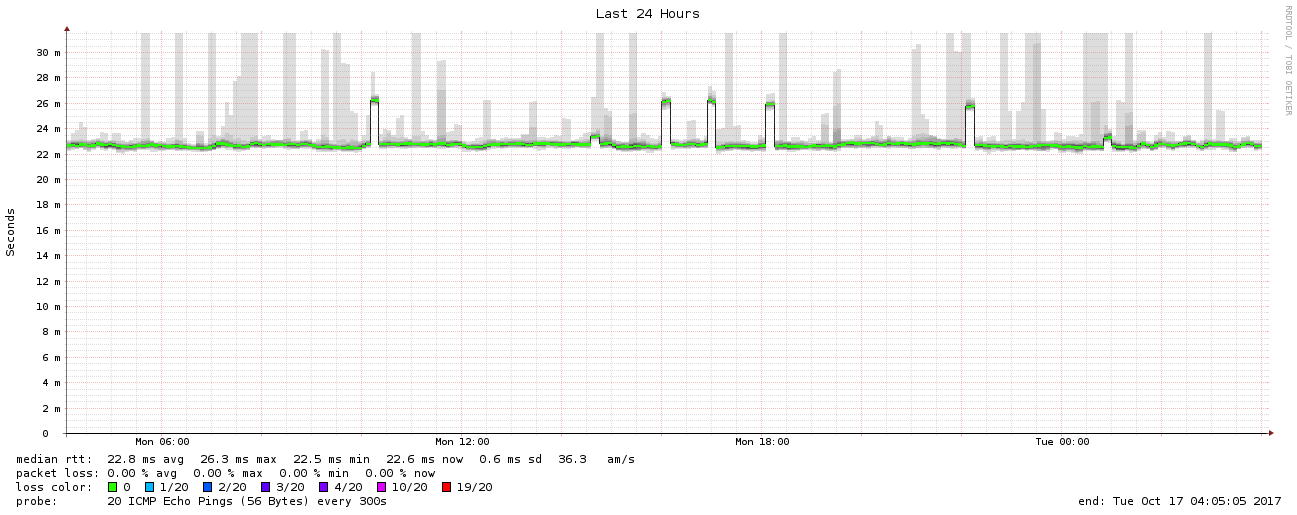 Last 24 Hours
RRDTOOL / TOBI OETIKER
Seconds
30 m
28 m
26 m
24 m
22 m
20 m
18 m
16 m
14 m
12 m
10 m
8 m
6 m
4 m
2 m
0
Mon 06:00 Mon 12:00 Mon 18:00 Tue 00:00
median rtt: 22.8 ms avg 26.3 ms max 22.5 ms min 22.6 ms now 0.6 ms sd 36.3 am/s
packet loss: 0.00 % avg 0.00 % max 0.00 % min 0.00 % now
loss color: 0 1/20 2/20 3/20 4/20 10/20 19/20
probe: 20 ICMP Echo Pings (56 Bytes) every 300s
end: Tue Oct 17 04:05:05 2017